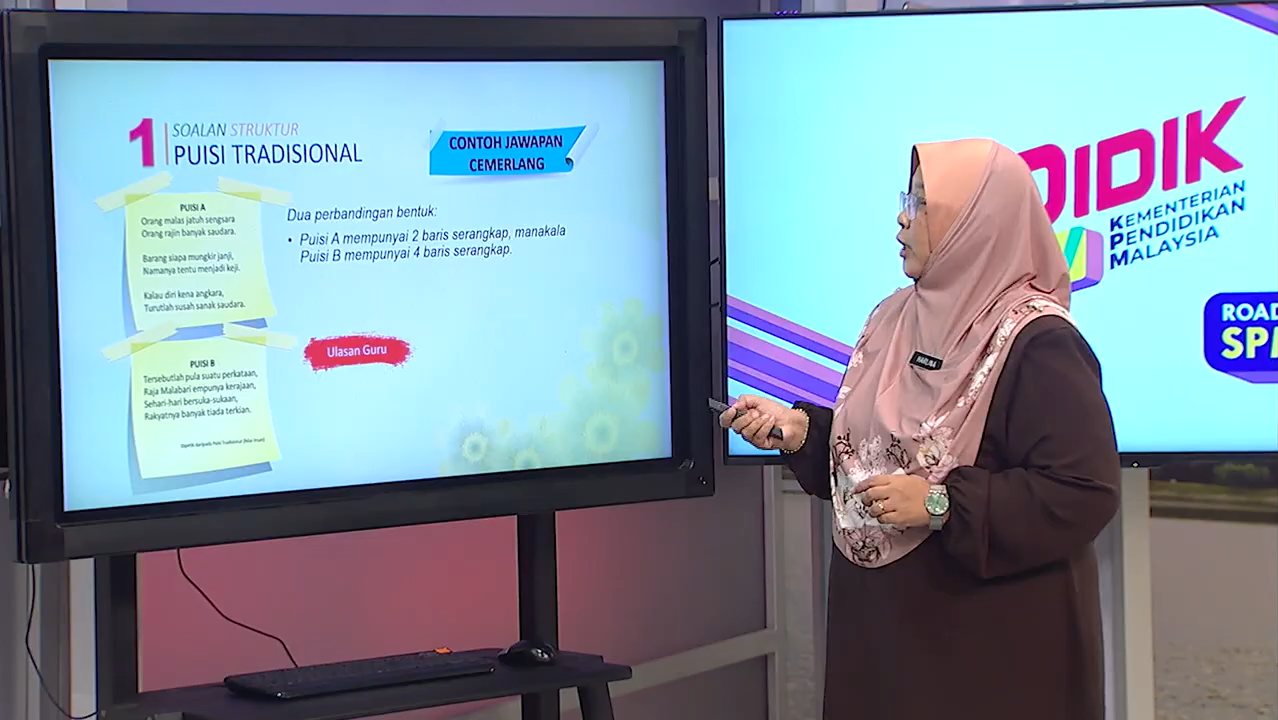 1
SOALAN STRUKTUR
PUISI TRADISIONAL
CONTOH JAWAPAN
CEMERLANG
PUISI A
Orang malas jatuh sengsara
Orang rajin banyak saudara.
Barang siapa mungkir janji,
Namanya tentu menjadi keji.
Kalau diri kena angkara,
Turutlah susah sanak saudara.
PUISI B
Tersebutlah pula suatu perkataan,
Raja Malabari empunya kerajaan,
Sehari-hari bersuka-sukaan,
Rakyatnya banyak tiada terkian.
Dua perbandingan bentuk:
• Puisi A mempunyai 2 baris serangkap, manakala
Puisi B mempunyai 4 baris serangkap.
Ulasan Guru
DIDIK
KEMENTERIAN
PENDIDIKAN
MALAYSIA
ROAD